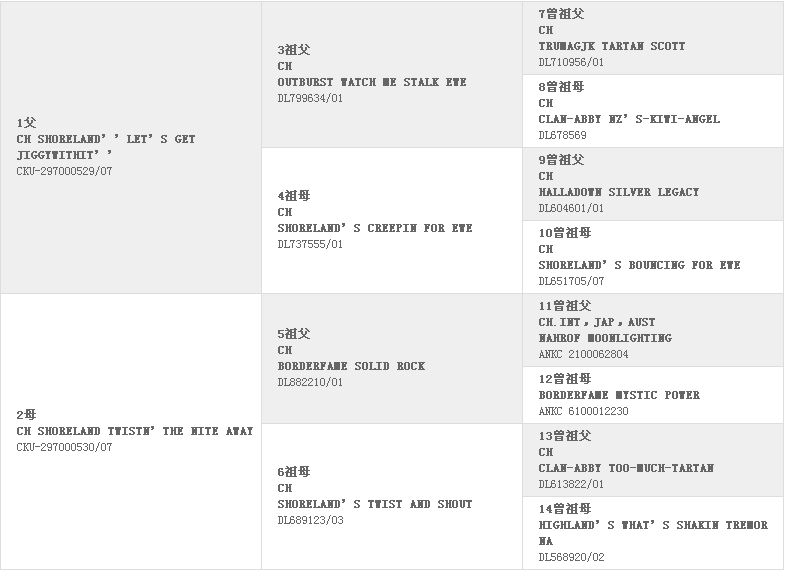 1父
CH SHORELAND’’LET’S GET
JIGGYWITHIT’’
CKU-297000529/07
2母
CH SHORELAND TWISTN’THE NITE AWAY
CKU-297000530/07
3祖父
CH
OUTBURST WATCH ME STALK EWE
DL799634/01
4祖母
CH
SHORELAND’S CREEPIN FOR EWE
DL737555/01
5祖父
CH
BORDERFAME SOLID ROCK
DL882210/01
6祖母
CH
SHORELAND’S TWIST AND SHOUT
DL689123/03
7曾祖父
CH
TRUMAGJK TARTAN SCOTT
DL710956/01
8曾祖母
CH
CLAN-ABBY NZ’S-KIWI-ANGEL
DL678569
9曾祖父
CH
HALLADOWN SILVER LEGACY
DL604601/01
10曾祖母
CH
SHORELAND’S BOUNCING FOR EWE
DL651705/07
11曾祖父
CH.INT，JAP，AUST
NAHROF MOONLIGHTING
ANKC 2100062804
12曾祖母
BORDERFAME MYSTIC POWER
ANKC 6100012230
13曾祖父
CH
CLAN-ABBY TOO-MUCH-TARTAN
DL613822/01
14曾祖母
HIGHLAND’S WHAT’S SHAKIN TREMOR
NA
DL568920/02